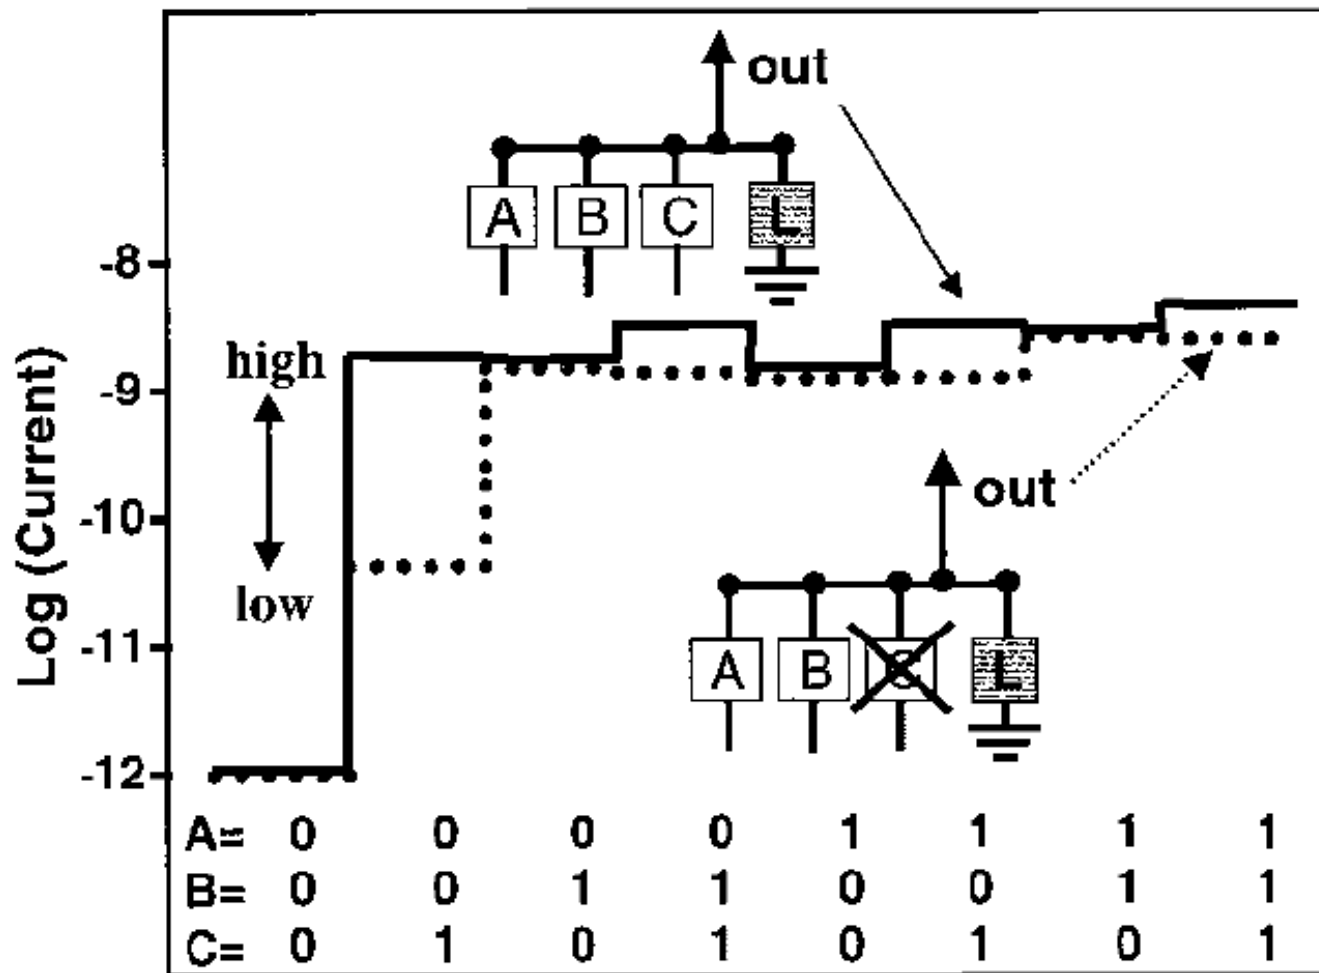 out
A B C L
-8
high
-9
-10
out
low
-11
A B C L
-12
Log (Current)
A= 0 0 0 0 1 1 1 1
B= 0 0 1 1 0 0 1 1
C= 0 1 0 1 0 1 0 1